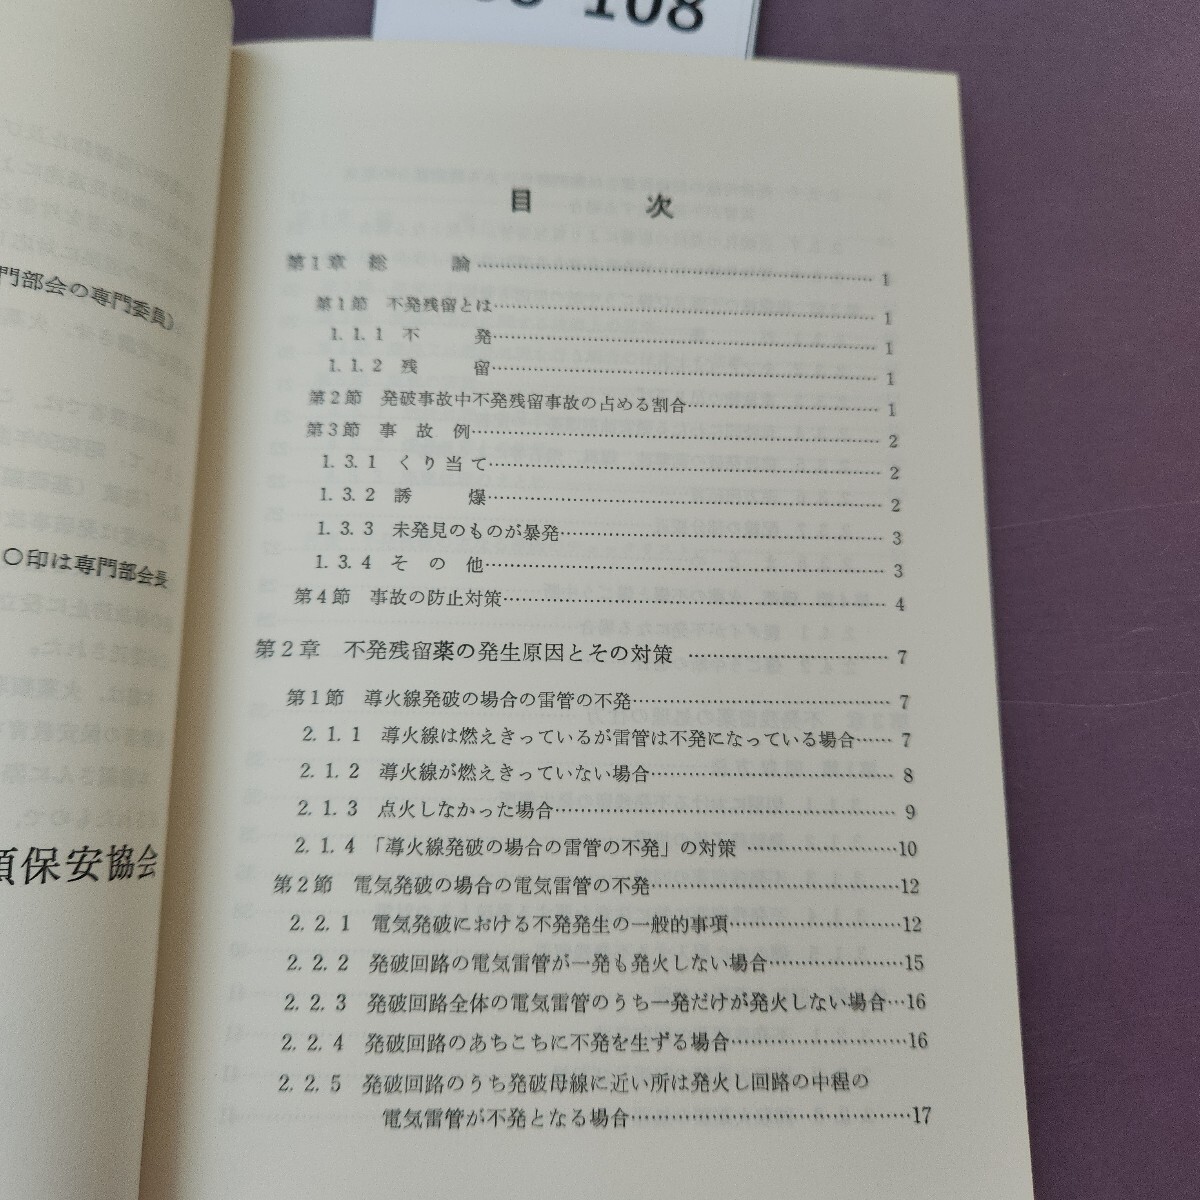 108
門部会の専門委員)
○印は専門部会長
保安協会
目 次
第1章 総 論 …… 1
第1節 不発残留とは …… 1
1.1.1 不 発 …… 1
1.1.2 残 留 …… 1
第2節 発破事故中不発残留事故の占める割合 …… 1
第3節 事 故 例 …… 2
1.3.1 くり当て …… 2
1.3.2 誘 爆 …… 2
1.3.3 未発見のものが暴発 …… 3
1.3.4 そ の 他 …… 3
第4節 事故の防止対策 …… 4
第2章 不発残留薬の発生原因とその対策 …… 7
第1節 導火線発破の場合の雷管の不発 …… 7
2.1.1 導火線は燃えきっているが雷管は不発になっている場合 …… 7
2.1.2 導火線が燃えきっていない場合 …… 8
2.1.3 点火しなかった場合 …… 9
2.1.4 「導火線発破の場合の雷管の不発」の対策 …… 10
第2節 電気発破の場合の電気雷管の不発 …… 12
2.2.1 電気発破における不発発生の一般的事項 …… 12
2.2.2 発破回路の電気雷管が一発も発火しない場合 …… 15
2.2.3 発破回路全体の電気雷管のうち一発だけが発火しない場合 … 16
2.2.4 発破回路のあちこちに不発を生ずる場合 …… 16
2.2.5 発破回路のうち発破母線に近い所は発火し回路の中程の
電気雷管が不発となる場合 …… 17